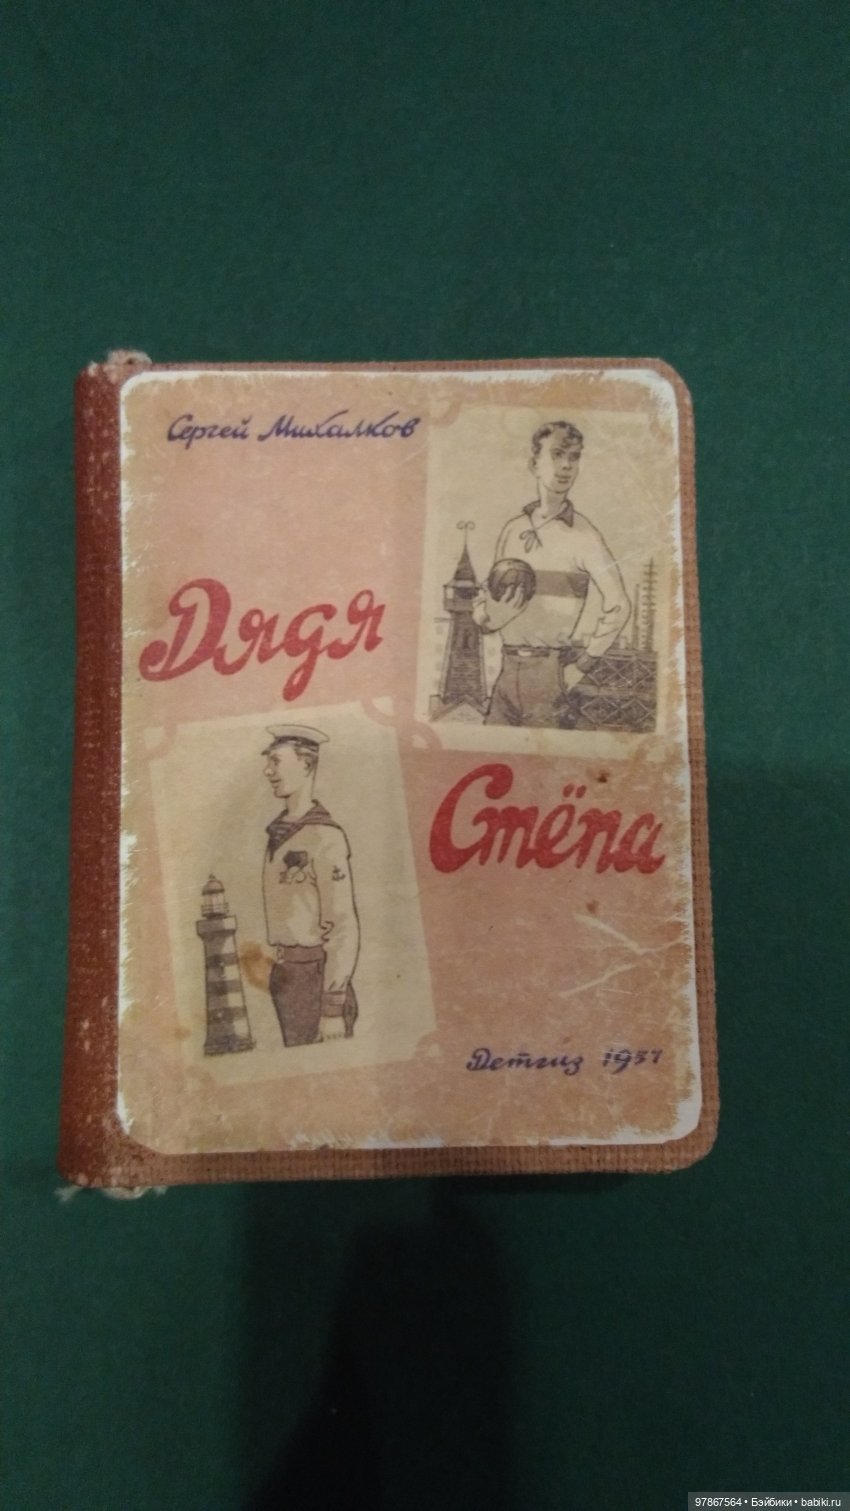 Сергей Михалков
Дядя
Стёпа
Детгиз 1957
97867564 • Бэйбики • babiki.ru